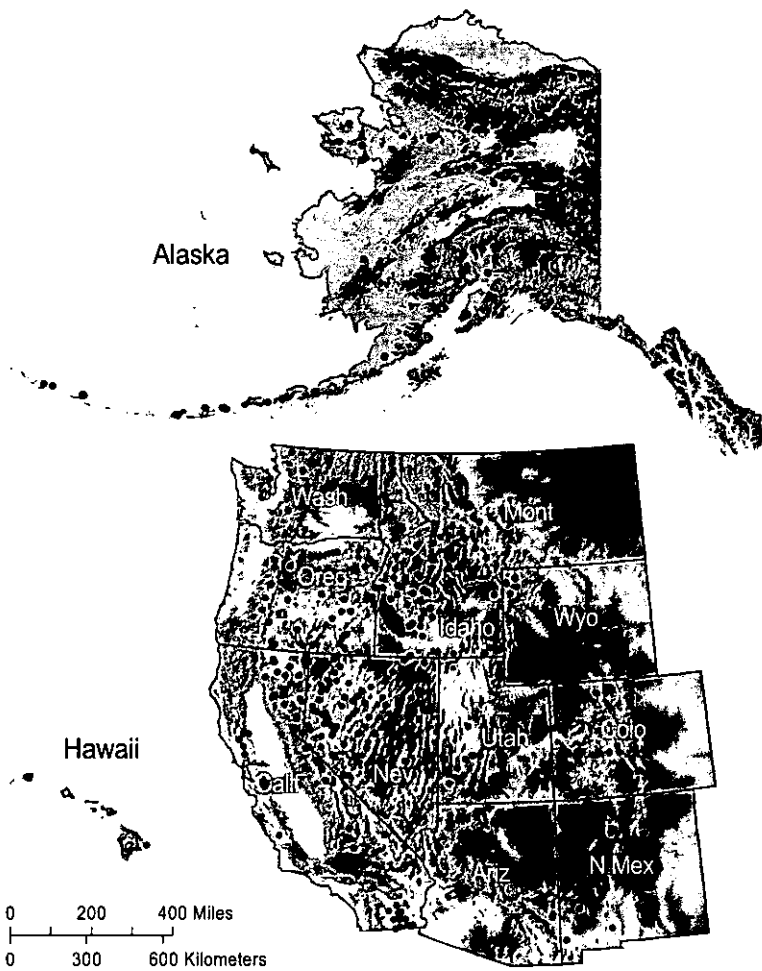 Alaska
Wash
Mont
Oreg
Idaho
Wyo
Hawaii
Utah
Colo
Calif
Nev
Ariz
N Mex
0 200 400 Miles
0 300 600 Kilometers